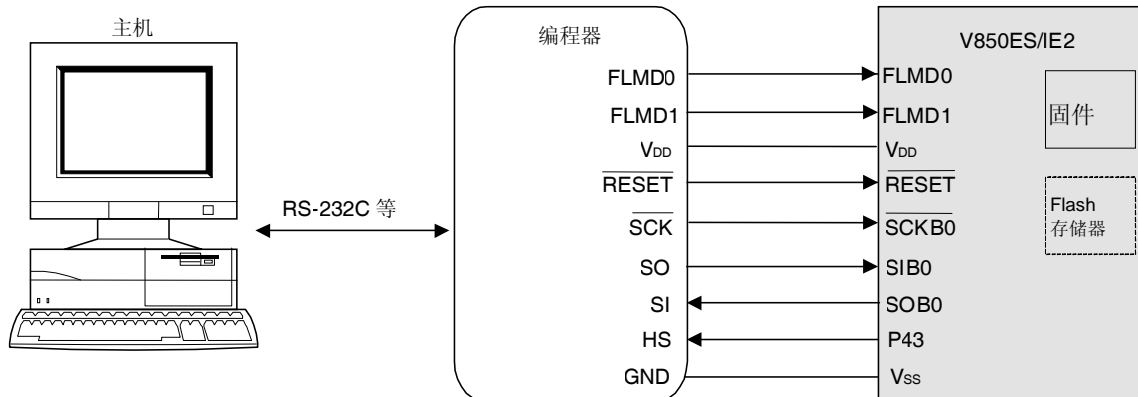 主机
编程器
V850ES/IE2
FLMD0
FLMD0
FLMD1
FLMD1
固件
VDD
VDD
RESET
RESET
RS-232C 等
SCK
SCKB0
Flash
存储器
SO
SIB0
SI
SOB0
HS
P43
GND
VSS